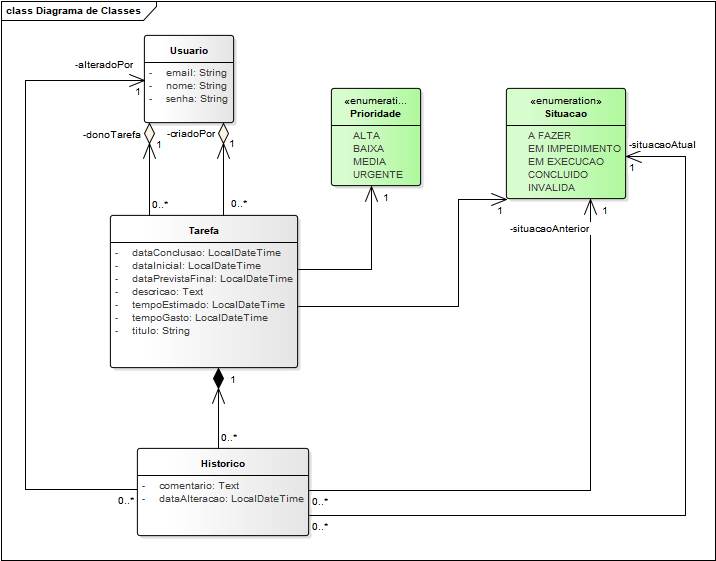 class Diagrama de Classes
Usuario
- email: String
- nome: String
- senha: String
-alteradoPor
1
-donoTarefa
1
-criadoPor
1
0..*
0..*
«enumerati...
Prioridade
ALTA
BAIXA
MEDIA
URGENTE
1
«enumeration»
Situacao
A FAZER
EM IMPEDIMENTO
EM EXECUCAO
CONCLUIDO
INVALIDA
-situacaoAtual
1
1
1
-situacaoAnterior
Tarefa
- dataConclusao: LocalDateTime
- dataInicial: LocalDateTime
- dataPrevistaFinal: LocalDateTime
- descricao: Text
- tempoEstimado: LocalDateTime
- tempoGasto: LocalDateTime
- titulo: String
1
0..*
Historico
- comentario: Text
- dataAlteracao: LocalDateTime
0..*
0..*
0..*